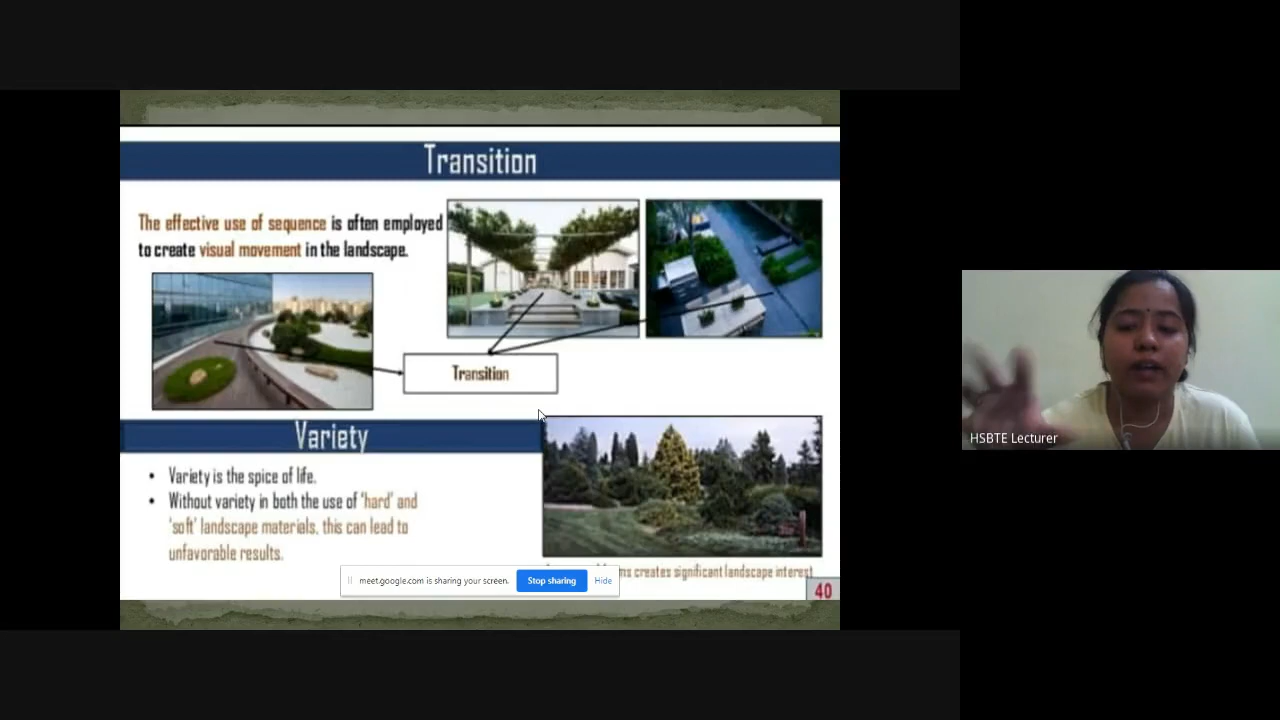 Transition
The effective use of sequence is often employed
to create visual movement in the landscape.
Transition
Variety
• Variety is the spice of life.
• Without variety in both the use of 'hard' and
'soft' landscape materials, this can lead to
unfavorable results.
creates significant landscape interest
meet.google.com is sharing your screen.
Stop sharing
Hide
40
HSBTE Lecturer